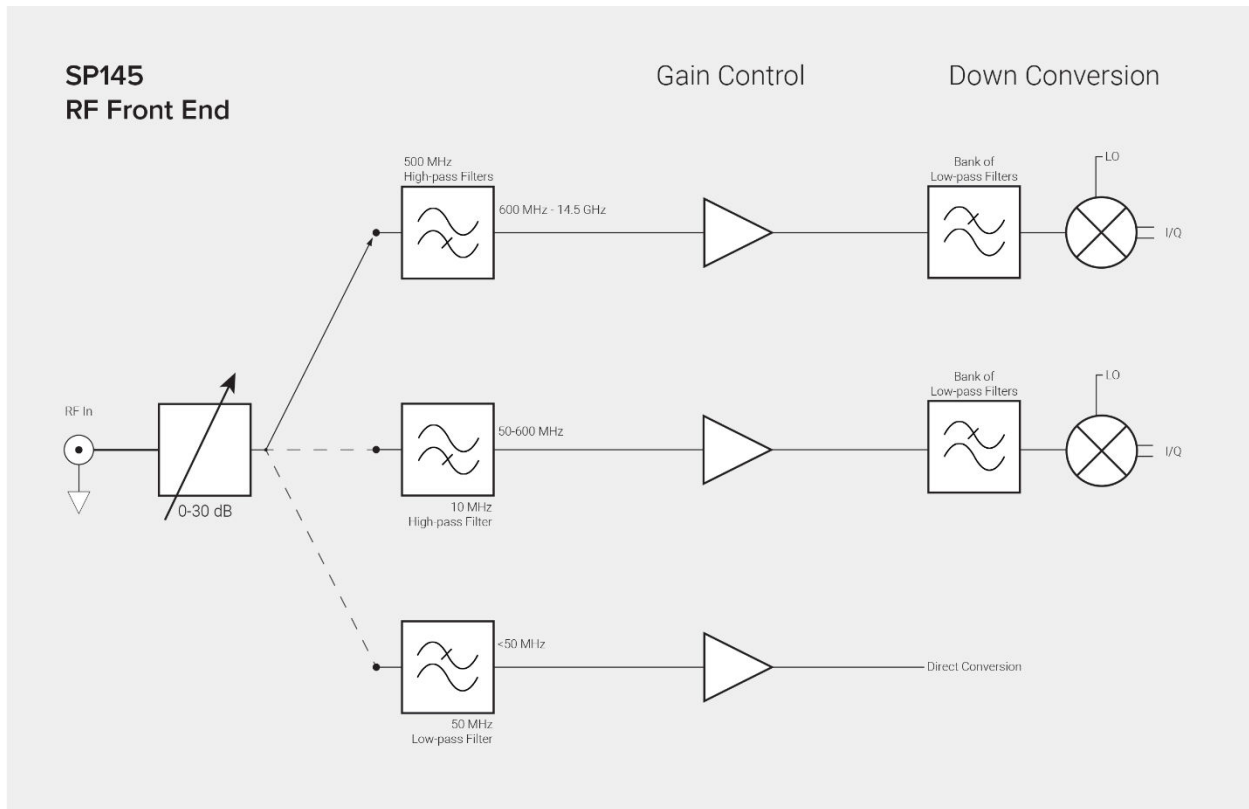 SP145
RF Front End
Gain Control
Down Conversion
500 MHz
High-pass Filters
600 MHz - 14.5 GHz
Bank of
Low-pass Filters
LO
I/Q
RF In
0-30 dB
50-600 MHz
10 MHz
High-pass Filter
Bank of
Low-pass Filters
LO
I/Q
<50 MHz
50 MHz
Low-pass Filter
Direct Conversion